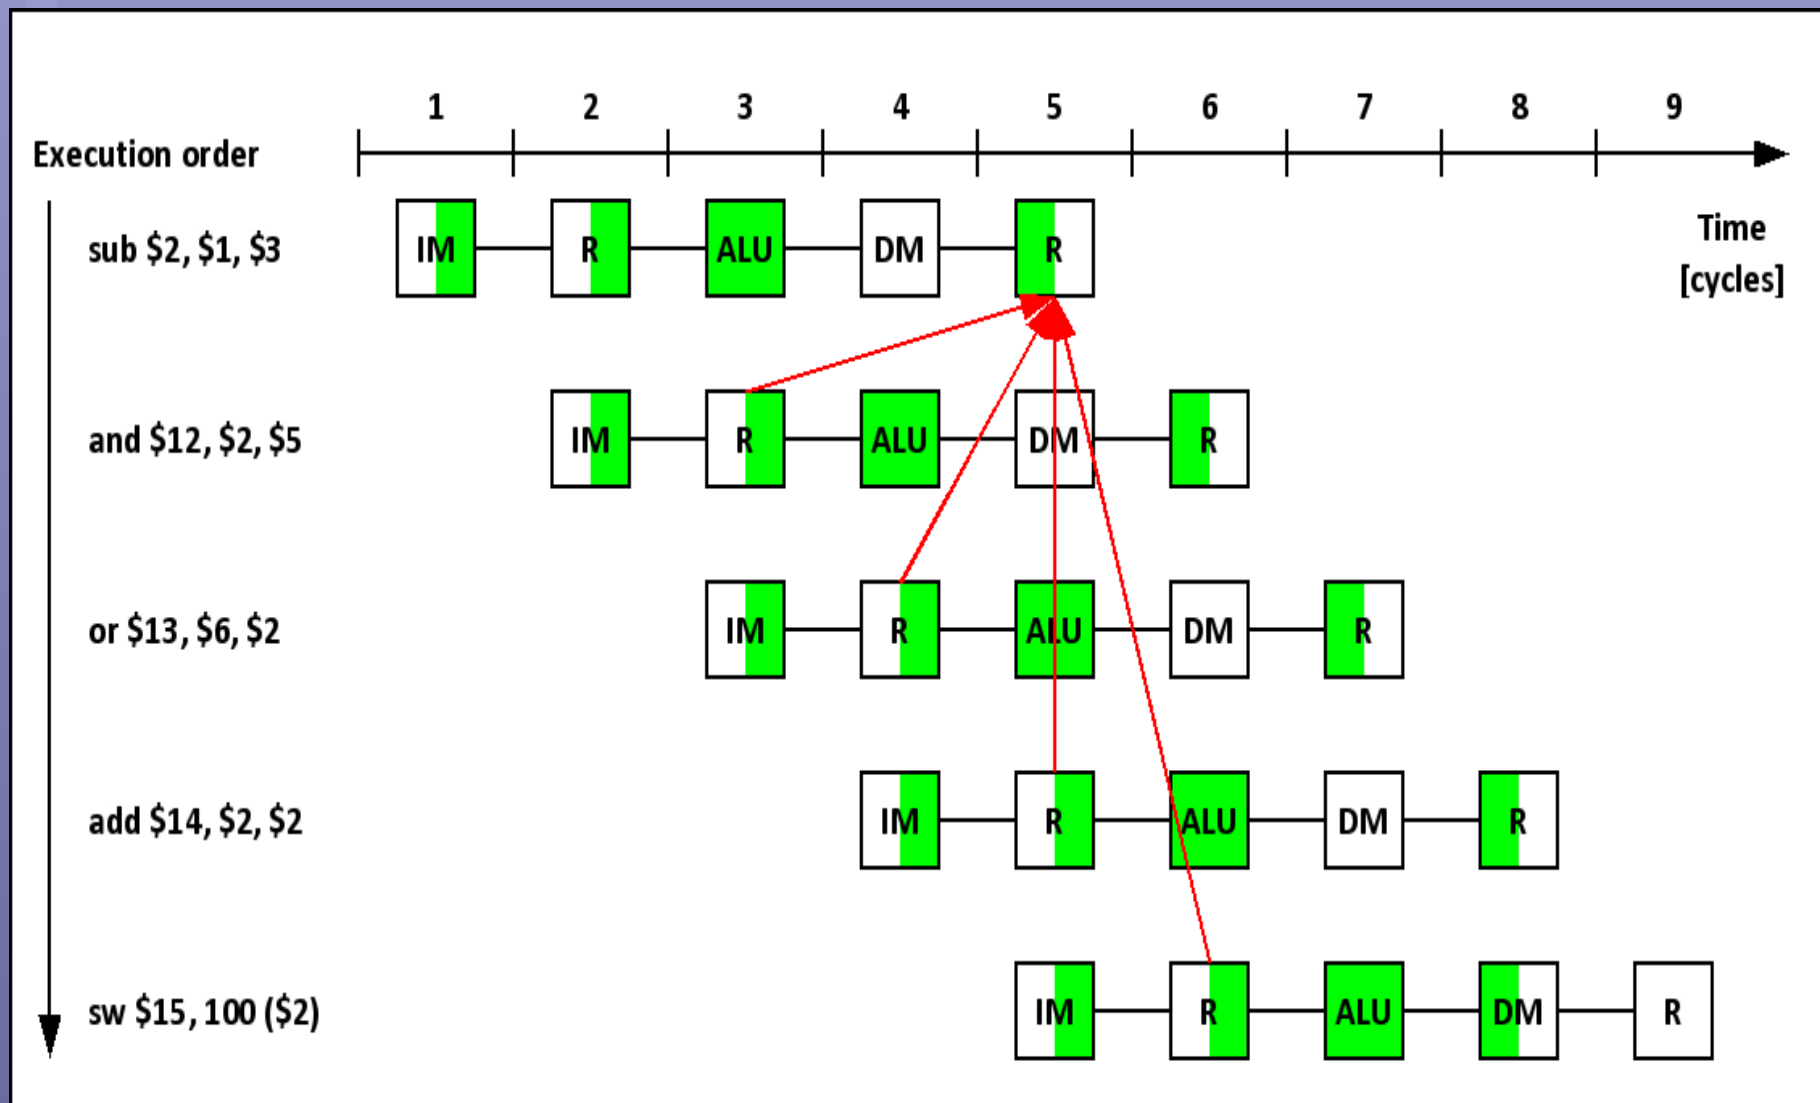 1 2 3 4 5 6 7 8 9
Execution order
Time
[cycles]
sub $2, $1, $3 IM R ALU DM R
and $12, $2, $5 IM R ALU DM R
or $13, $6, $2 IM R ALU DM R
add $14, $2, $2 IM R ALU DM R
sw $15, 100 ($2) IM R ALU DM R